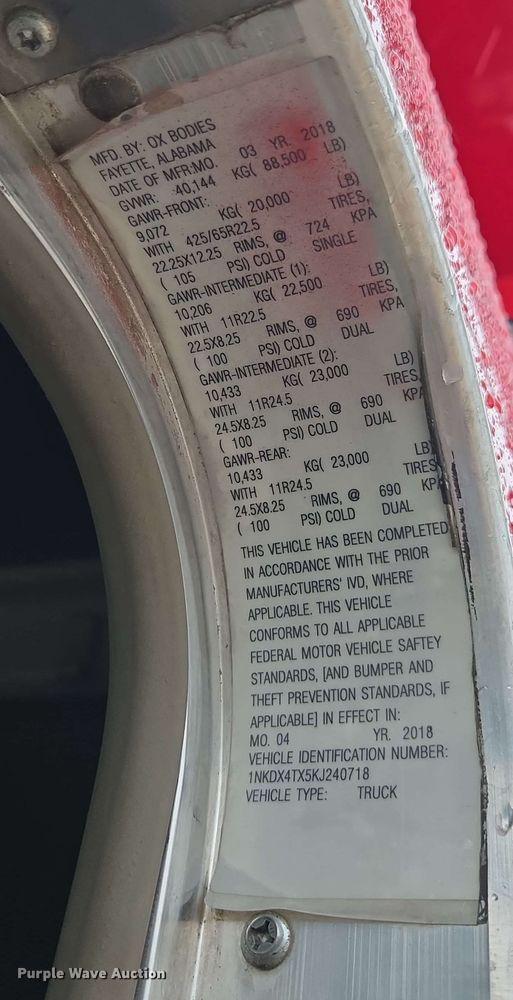 MFD. BY: OX BODIES
FAYETTE, ALABAMA
DATE OF MFR:MO. 03 YR. 2018
GVWR: 40,144 KG( 88,500 LB)
GAWR-FRONT:
9,072 KG( 20,000 LB)
WITH 425/65R22.5 TIRES,
22.25X12.25 RIMS, @ 724 KPA
( 105 PSI) COLD SINGLE
GAWR-INTERMEDIATE (1):
10,206 KG( 22,500 LB)
WITH 11R22.5 TIRES,
22.5X8.25 RIMS, @ 690 KPA
( 100 PSI) COLD DUAL
GAWR-INTERMEDIATE (2):
10,433 KG( 23,000 LB)
WITH 11R24.5 TIRES,
24.5X8.25 RIMS, @ 690 KPA
( 100 PSI) COLD DUAL
GAWR-REAR:
10,433 KG( 23,000 LB)
WITH 11R24.5 TIRES
24.5X8.25 RIMS, @ 690 KPA
( 100 PSI) COLD DUAL
THIS VEHICLE HAS BEEN COMPLETED
IN ACCORDANCE WITH THE PRIOR
MANUFACTURERS' IVD, WHERE
APPLICABLE. THIS VEHICLE
CONFORMS TO ALL APPLICABLE
FEDERAL MOTOR VEHICLE SAFTEY
STANDARDS, [AND BUMPER AND
THEFT PREVENTION STANDARDS, IF
APPLICABLE] IN EFFECT IN:
MO. 04 YR. 2018
VEHICLE IDENTIFICATION NUMBER:
1NKDX4TX5KJ240718
VEHICLE TYPE: TRUCK
Purple Wave Auction